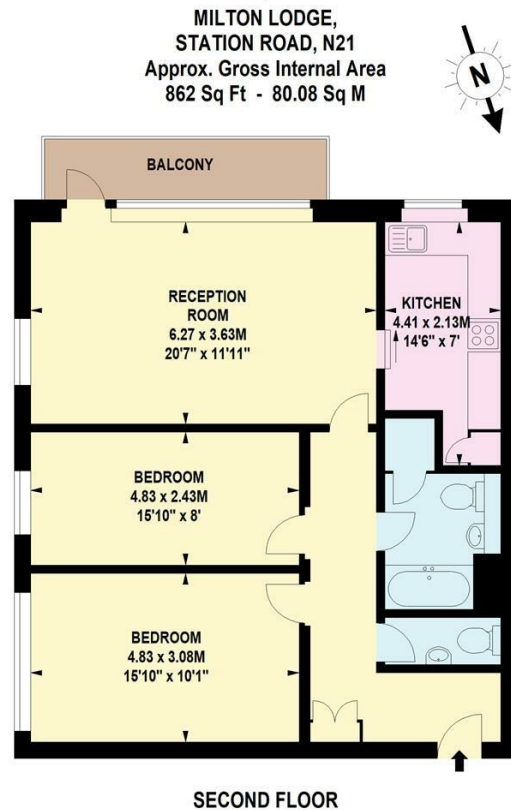 MILTON LODGE,
STATION ROAD, N21
Approx. Gross Internal Area
862 Sq Ft - 80.08 Sq M
N
BALCONY
RECEPTION
ROOM
6.27 x 3.63M
20'7" x 11'11"
KITCHEN
4.41 x 2.13M
14'6" x 7'
BEDROOM
4.83 x 2.43M
15'10" x 8'
BEDROOM
4.83 x 3.08M
15'10" x 10'1"
SECOND FLOOR